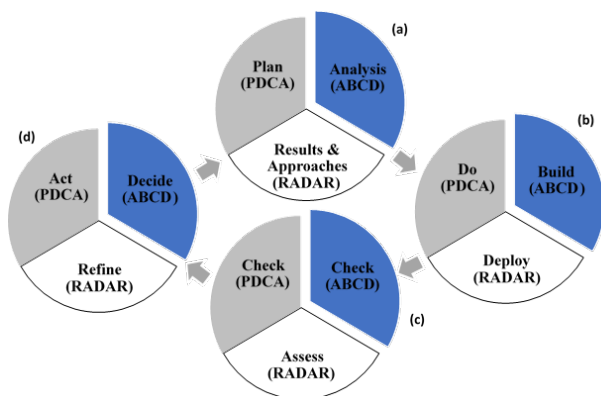 (a)
Plan
(PDCA)
Analysis
(ABCD)
Results &
Approaches
(RADAR)
(b)
Do
(PDCA)
Build
(ABCD)
Deploy
(RADAR)
(c)
Check
(PDCA)
Check
(ABCD)
Assess
(RADAR)
(d)
Act
(PDCA)
Decide
(ABCD)
Refine
(RADAR)